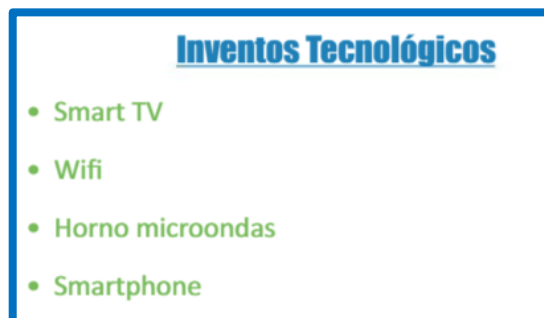 Inventos Tecnológicos
• Smart TV
• Wifi
• Horno microondas
• Smartphone